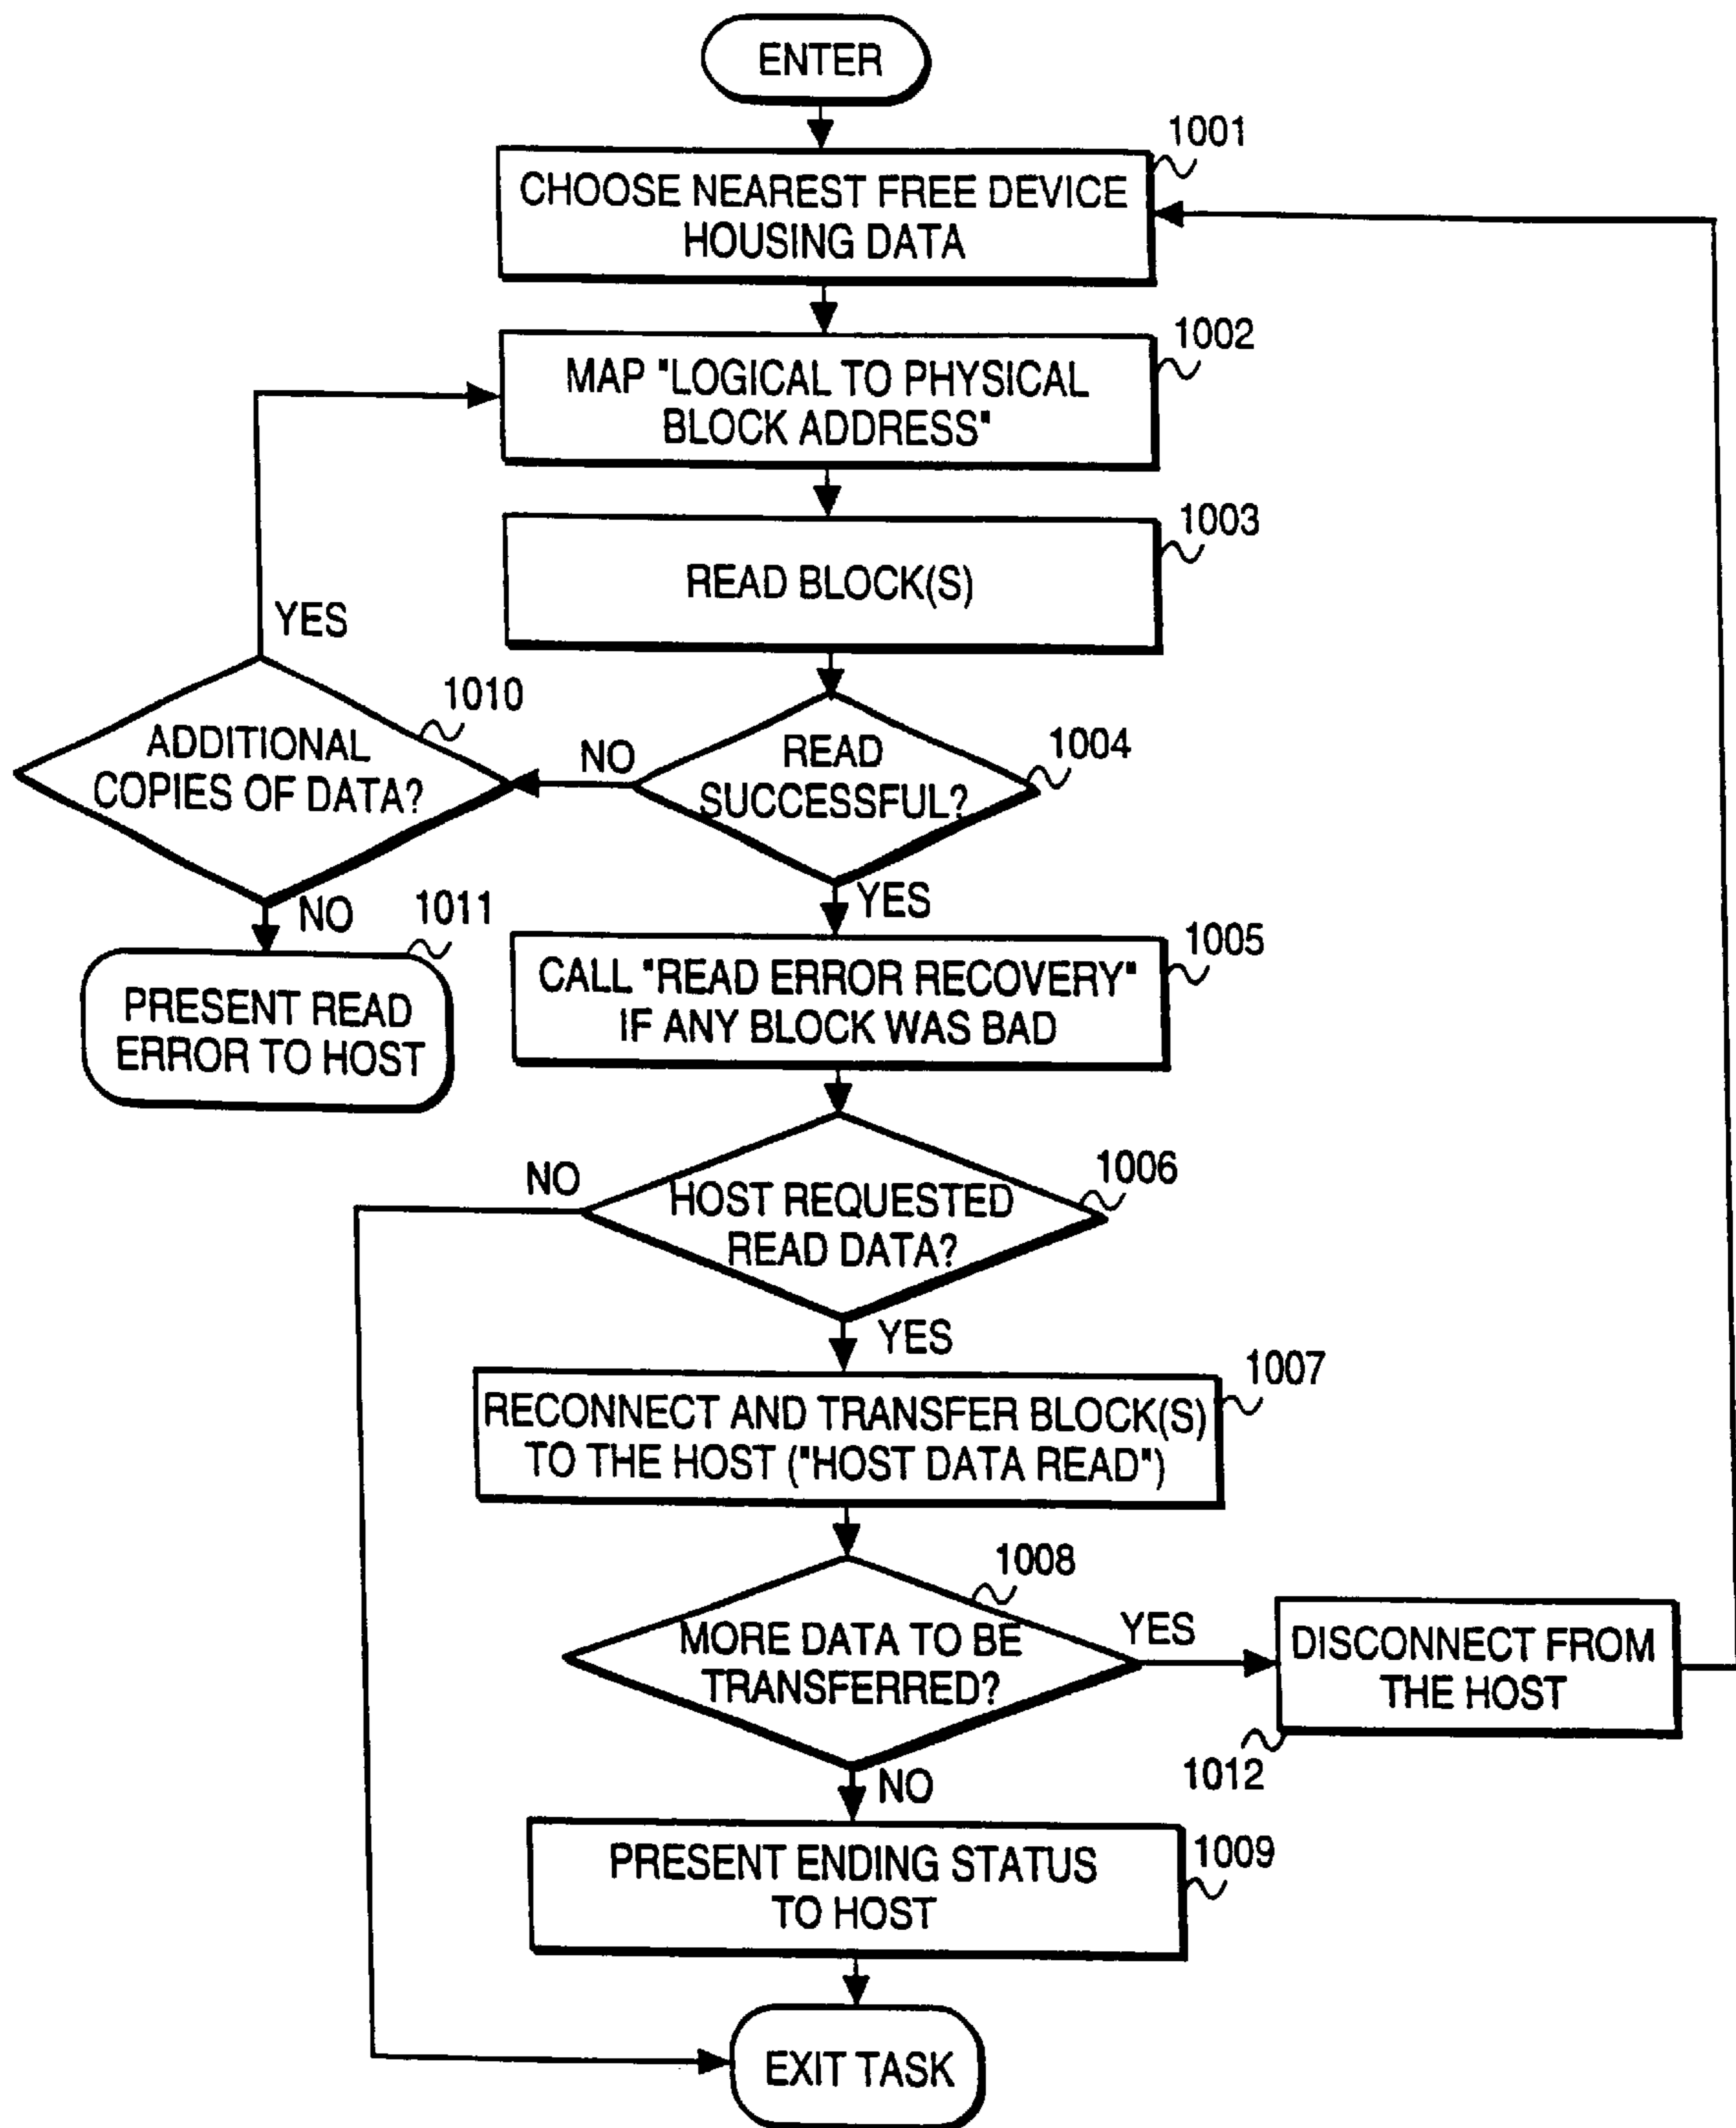 ENTER
1001
CHOOSE NEAREST FREE DEVICE
HOUSING DATA
1002
MAP "LOGICAL TO PHYSICAL
BLOCK ADDRESS"
1003
READ BLOCK(S)
YES
1010
ADDITIONAL
COPIES OF DATA?
NO
READ
SUCCESSFUL?
1004
NO
1011
YES
PRESENT READ
ERROR TO HOST
1005
CALL "READ ERROR RECOVERY"
IF ANY BLOCK WAS BAD
NO
1006
HOST REQUESTED
READ DATA?
YES
1007
RECONNECT AND TRANSFER BLOCK(S)
TO THE HOST ("HOST DATA READ")
1008
MORE DATA TO BE
TRANSFERRED?
YES
DISCONNECT FROM
THE HOST
1012
NO
1009
PRESENT ENDING STATUS
TO HOST
EXIT TASK